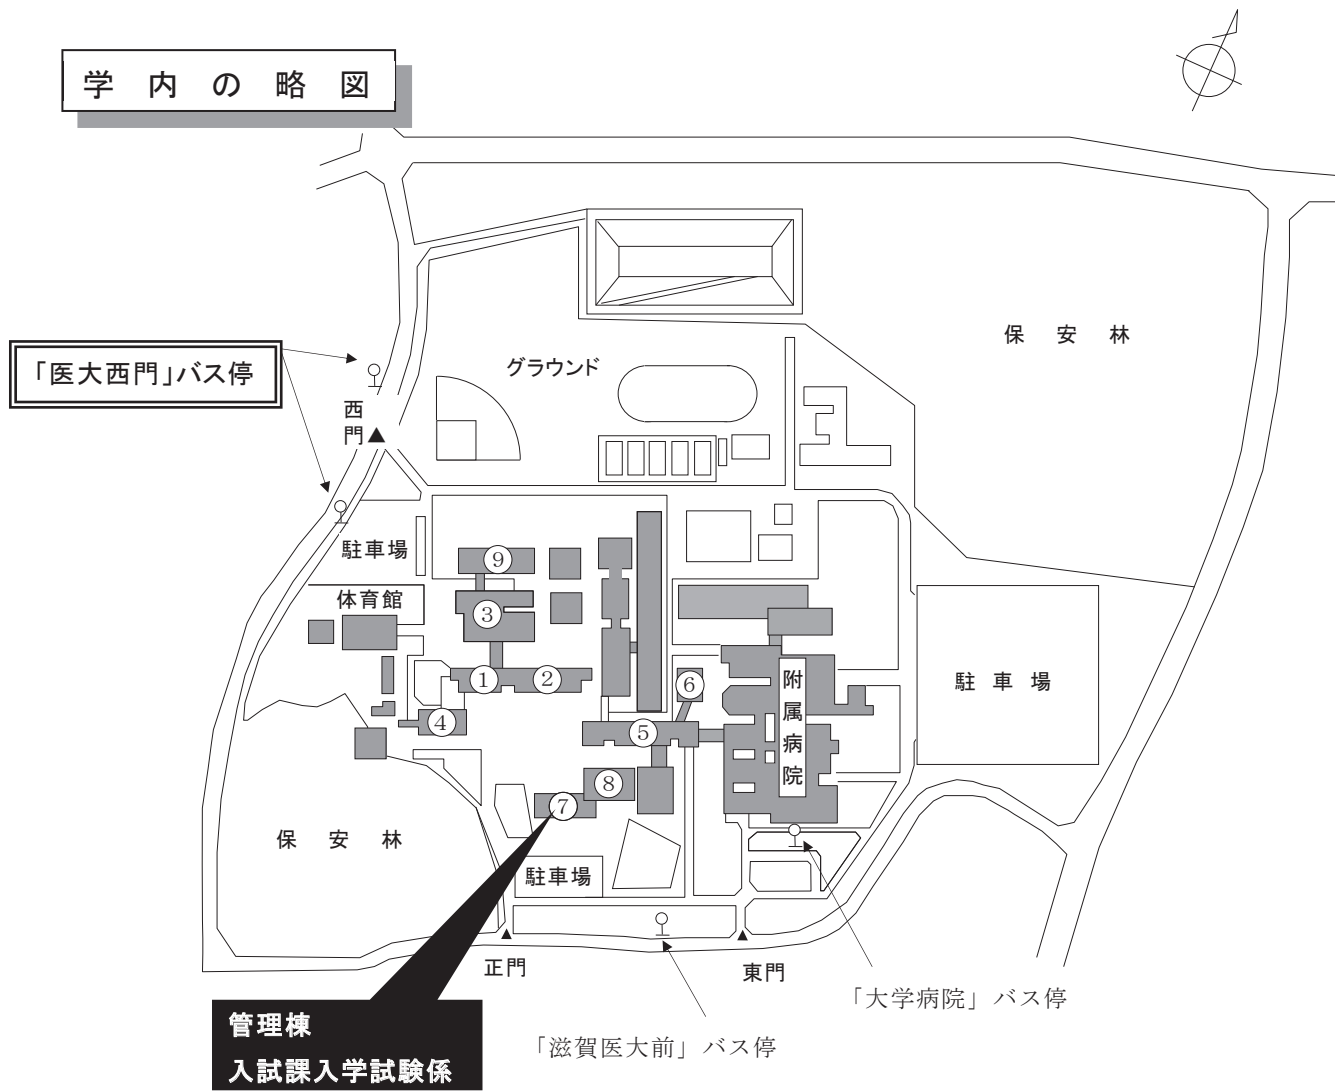 学内の略図
保安林
グラウンド
「医大西門」バス停
西門
駐車場
⑨
体育館
③
①
②
⑥
附属病院
駐車場
④
⑤
⑧
⑦
保安林
駐車場
正門
東門
「大学病院」バス停
管理棟
入試課入学試験係
「滋賀医大前」バス停